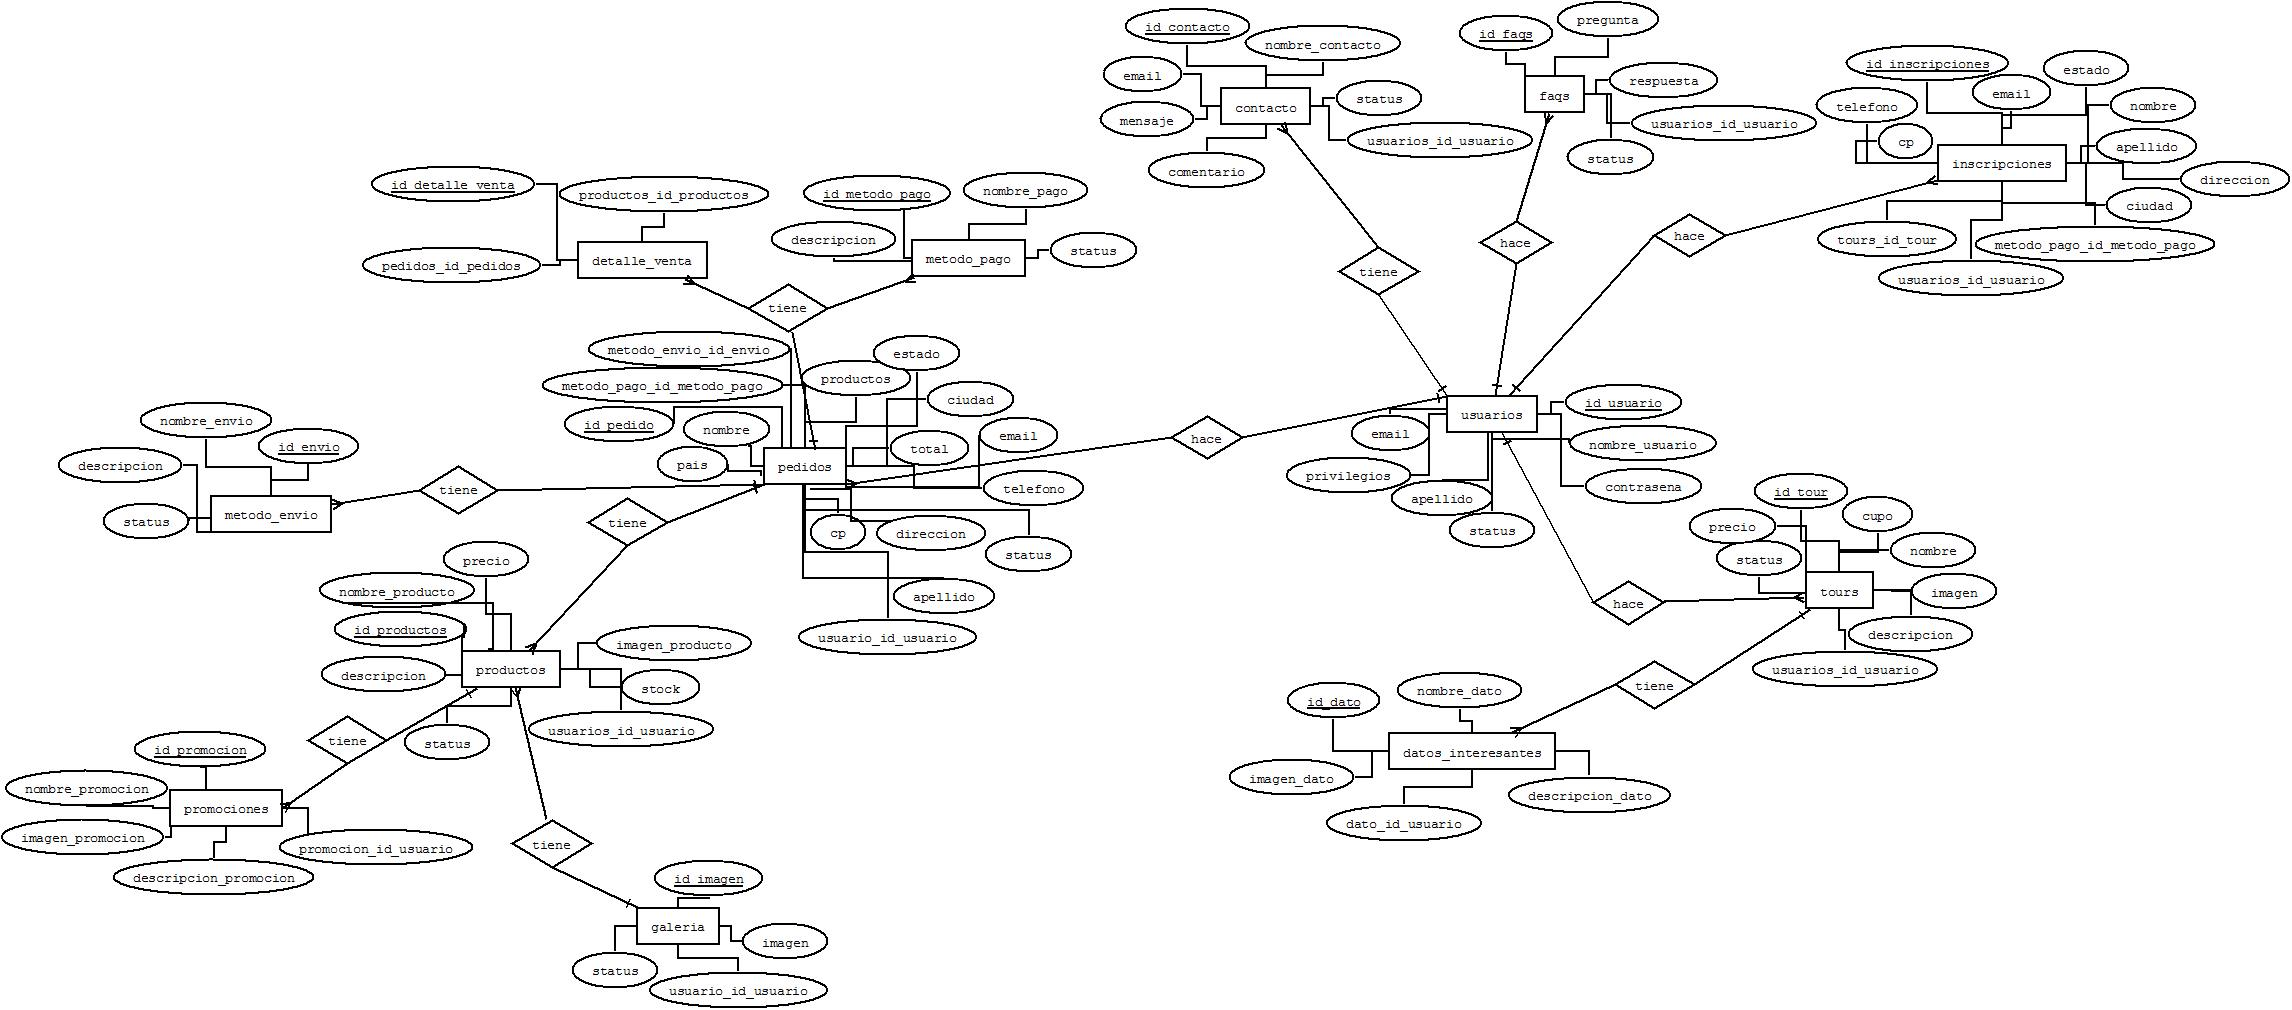 id_contacto
nombre_contacto
email
mensaje
contacto
status
usuarios_id_usuario
comentario
id_faqs
pregunta
faqs
respuesta
usuarios_id_usuario
status
id_inscripciones
estado
email
telefono
nombre
cp
apellido
inscripciones
direccion
ciudad
tours_id_tour
metodo_pago_id_metodo_pago
usuarios_id_usuario
id_detalle_venta
productos_id_productos
detalle_venta
pedidos_id_pedidos
id_metodo_pago
nombre_pago
descripcion
metodo_pago
status
tiene
tiene
hace
hace
metodo_envio_id_envio
estado
productos
metodo_pago_id_metodo_pago
ciudad
id_pedido
nombre
email
total
pais
pedidos
telefono
cp
direccion
status
apellido
usuario_id_usuario
hace
usuarios
id_usuario
email
nombre_usuario
privilegios
contrasena
apellido
status
nombre_envio
id_envio
descripcion
status
metodo_envio
tiene
tiene
id_tour
precio
cupo
status
nombre
hace
tours
imagen
descripcion
usuarios_id_usuario
precio
nombre_producto
id_productos
imagen_producto
descripcion
productos
stock
usuarios_id_usuario
status
tiene
tiene
id_dato
nombre_dato
datos_interesantes
imagen_dato
descripcion_dato
dato_id_usuario
id_promocion
nombre_promocion
promociones
imagen_promocion
promocion_id_usuario
descripcion_promocion
tiene
id_imagen
galeria
imagen
status
usuario_id_usuario